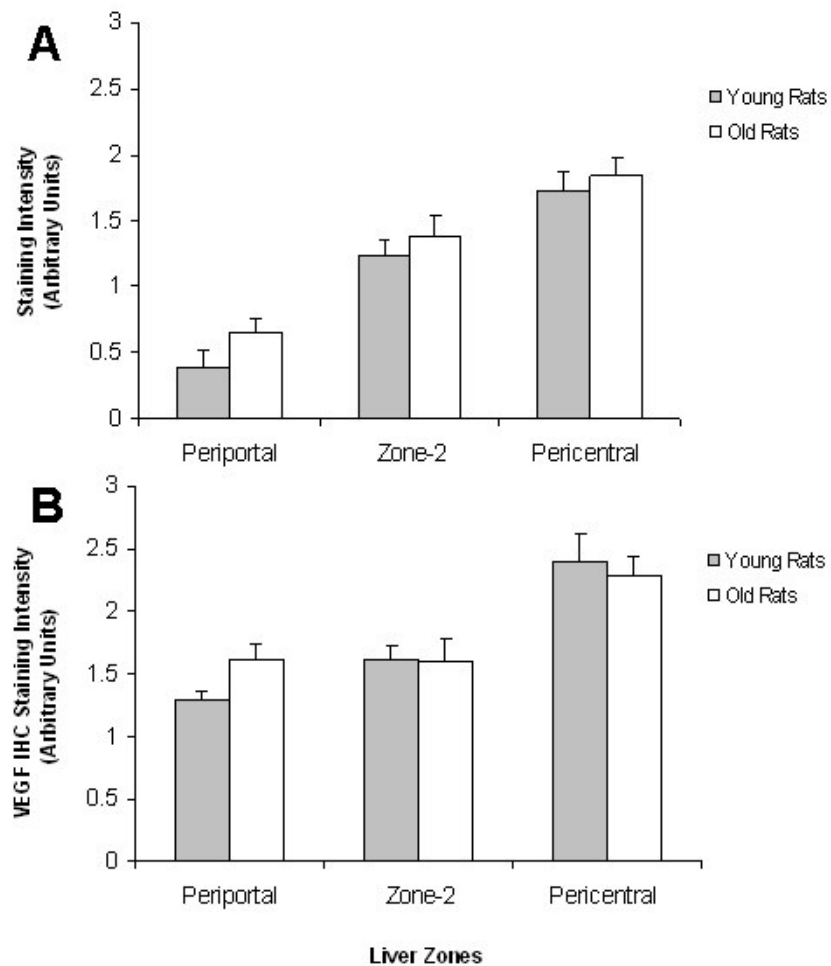 A
3
2.5
2
1.5
1
0.5
0
Staining Intensity
(Arbitrary Units)
Young Rats
Old Rats
Periportal Zone-2 Pericentral
B
3
2.5
2
1.5
1
0.5
0
VEGF IHC Staining Intensity
(Arbitrary Units)
Young Rats
Old Rats
Periportal Zone-2 Pericentral
Liver Zones